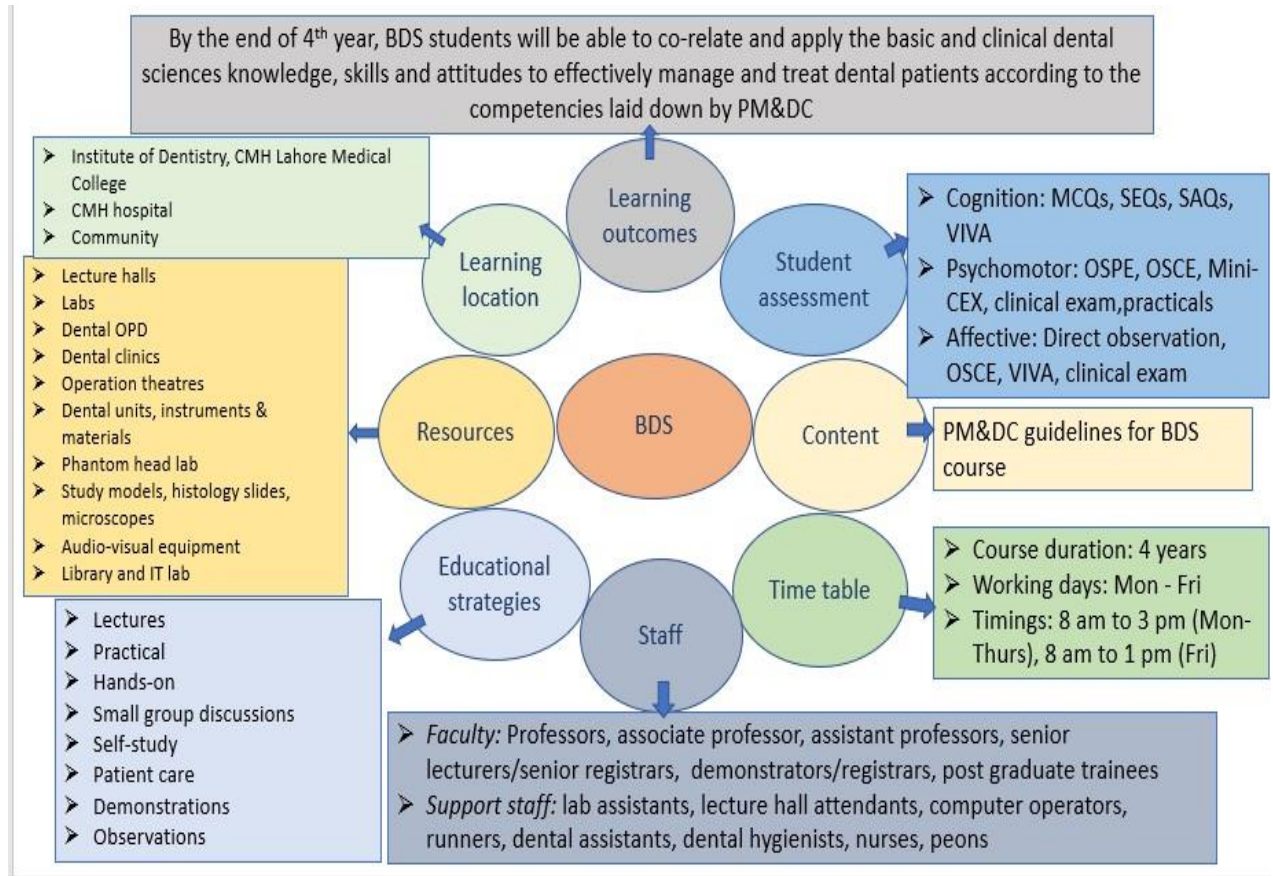 By the end of 4th year, BDS students will be able to co-relate and apply the basic and clinical dental
sciences knowledge, skills and attitudes to effectively manage and treat dental patients according to the
competencies laid down by PM&DC
➢ Institute of Dentistry, CMH Lahore Medical
College
➢ CMH hospital
➢ Community
Learning
location
Learning
outcomes
Student
assessment
➢ Cognition: MCQs, SEQs, SAQs,
VIVA
➢ Psychomotor: OSPE, OSCE, Mini-
CEX, clinical exam,practicals
➢ Affective: Direct observation,
OSCE, VIVA, clinical exam
➢ Lecture halls
➢ Labs
➢ Dental OPD
➢ Dental clinics
➢ Operation theatres
➢ Dental units, instruments &
materials
➢ Phantom head lab
➢ Study models, histology slides,
microscopes
➢ Audio-visual equipment
➢ Library and IT lab
Resources
BDS
Content
PM&DC guidelines for BDS
course
Educational
strategies
Staff
Time table
➢ Course duration: 4 years
➢ Working days: Mon - Fri
➢ Timings: 8 am to 3 pm (Mon-
Thurs), 8 am to 1 pm (Fri)
➢ Lectures
➢ Practical
➢ Hands-on
➢ Small group discussions
➢ Self-study
➢ Patient care
➢ Demonstrations
➢ Observations
➢ Faculty: Professors, associate professor, assistant professors, senior
lecturers/senior registrars, demonstrators/registrars, post graduate trainees
➢ Support staff: lab assistants, lecture hall attendants, computer operators,
runners, dental assistants, dental hygienists, nurses, peons